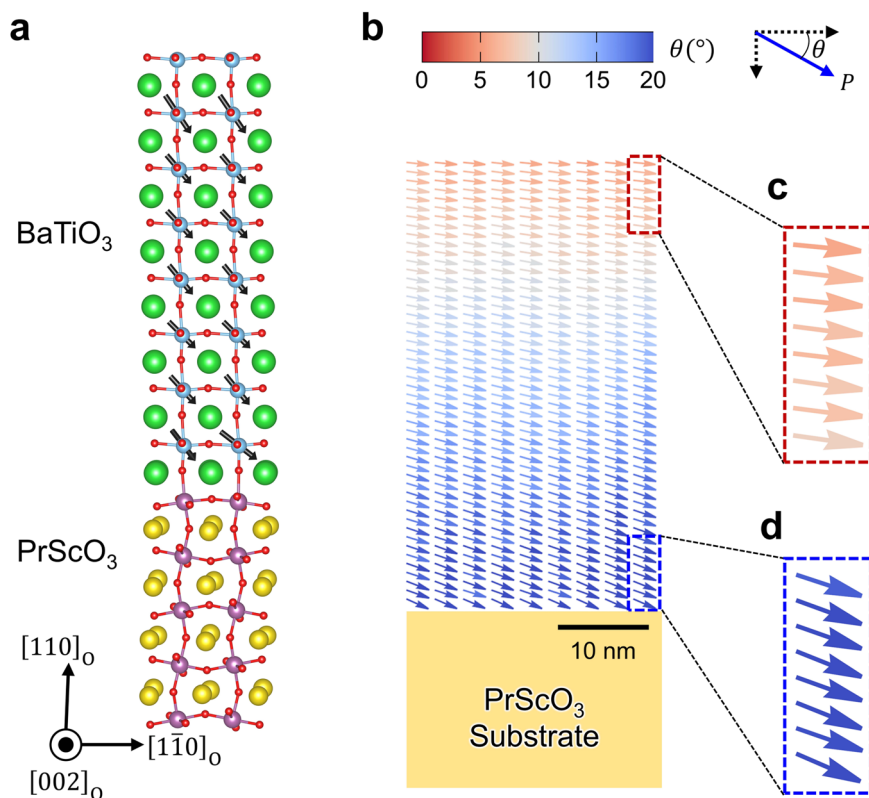 a
BaTiO₃
PrScO₃
[110]ₒ
[11̄0]ₒ
[002]ₒ
b
0 5 10 15 20
θ(°)
θ
P
c
d
10 nm
PrScO₃
Substrate